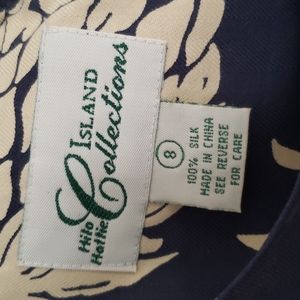 Hilo
Hattie
ISLAND
Collections
8
100% SILK
MADE IN CHINA
SEE REVERSE
FOR CARE